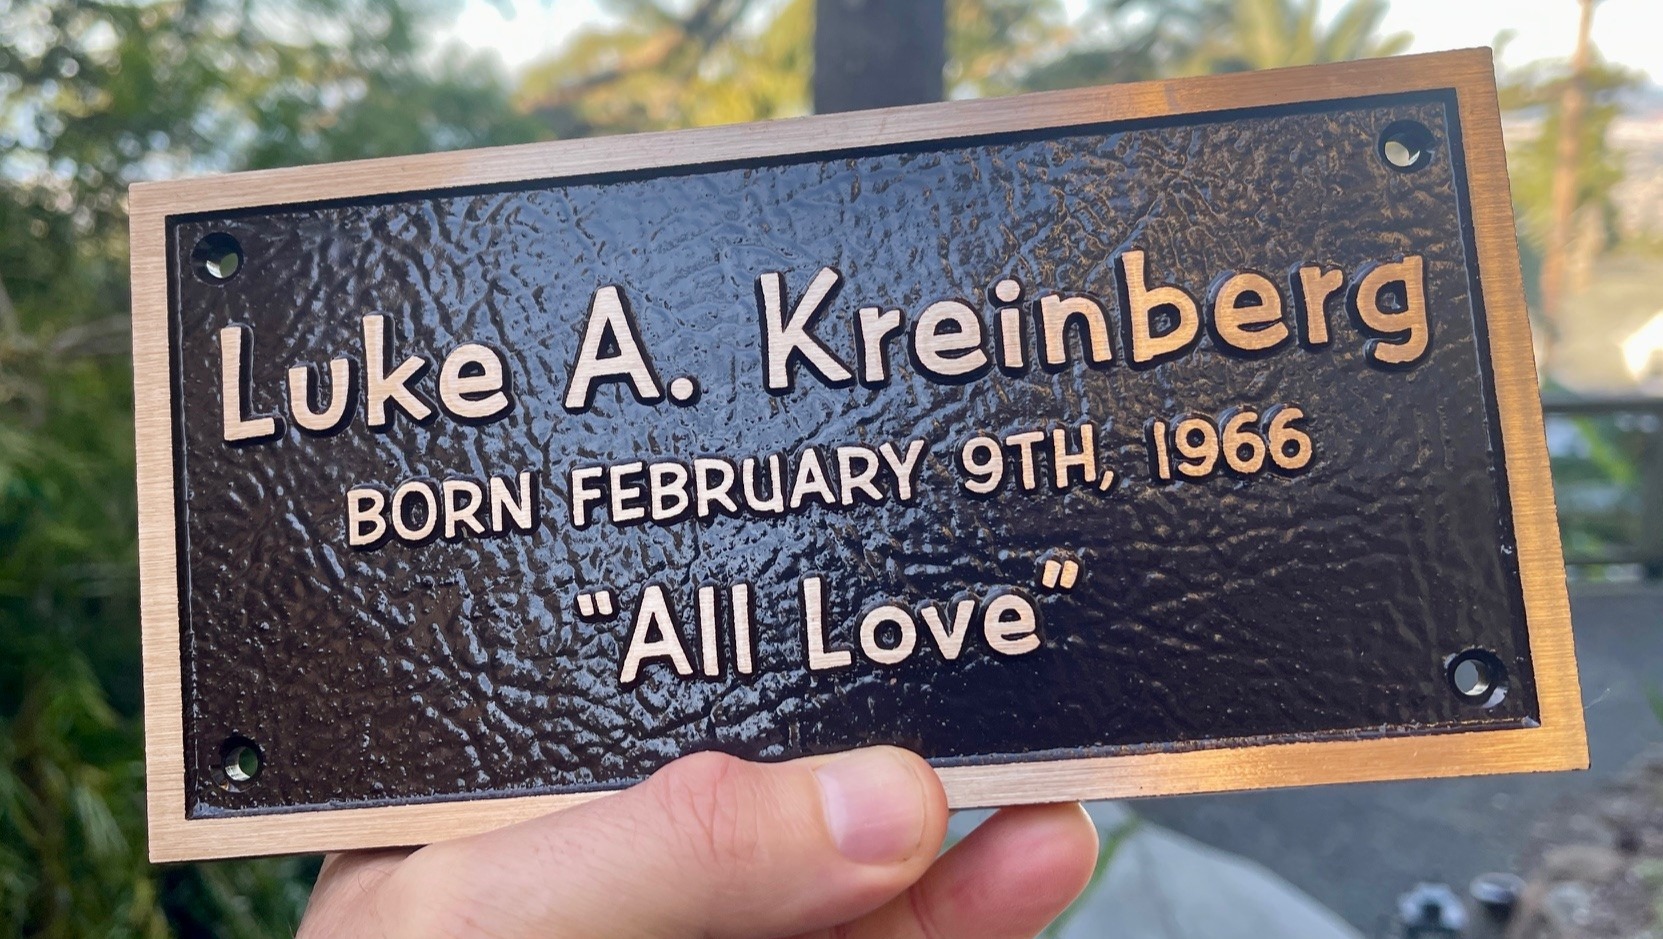 Luke A. Kreinberg
BORN FEBRUARY 9TH, 1966
"All Love"